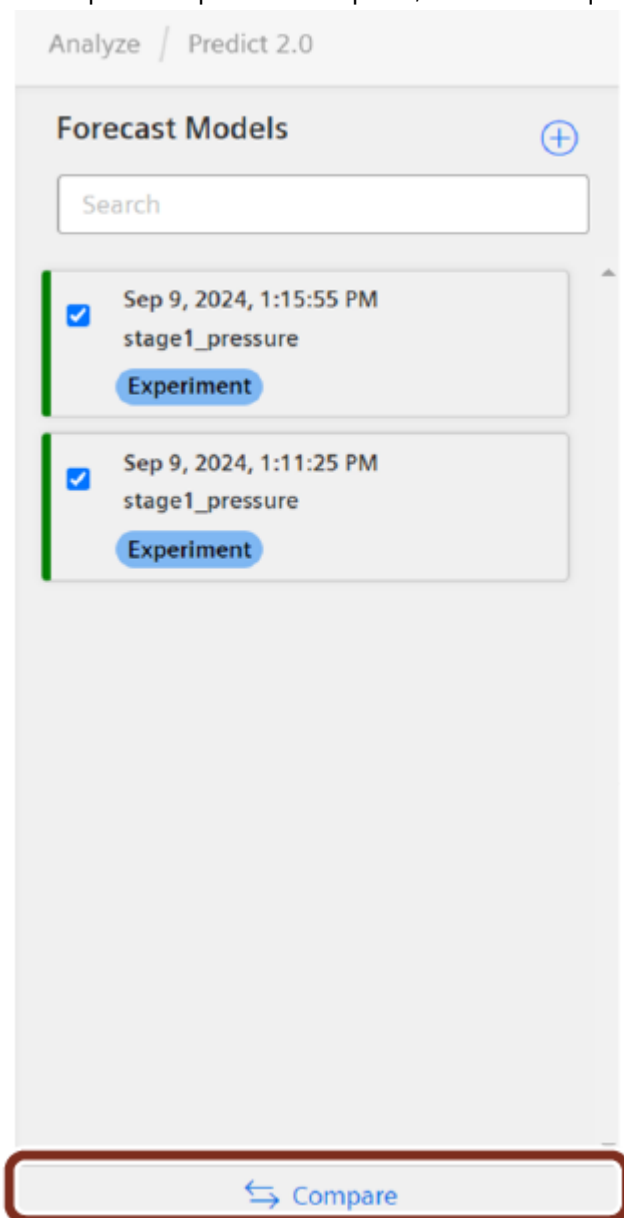 Analyze / Predict 2.0
Forecast Models
Search
Sep 9, 2024, 1:15:55 PM
stage1_pressure
Experiment
Sep 9, 2024, 1:11:25 PM
stage1_pressure
Experiment
Compare